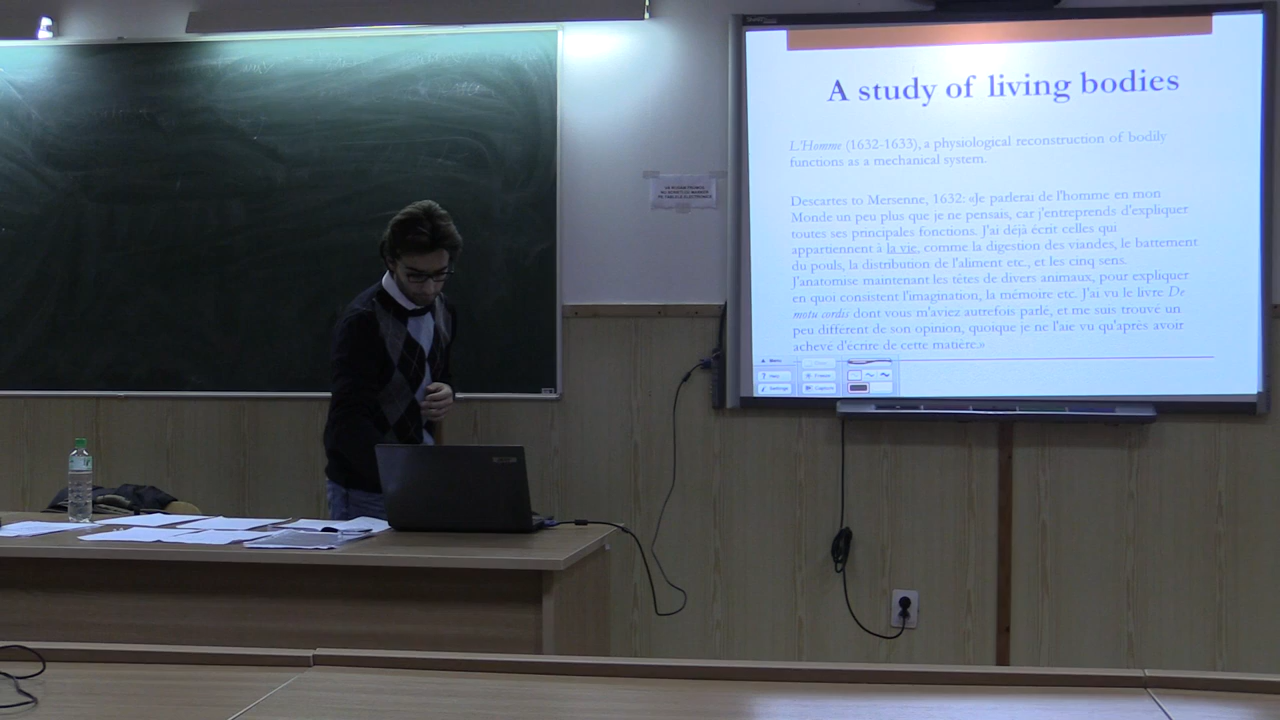 A study of living bodies
L'Homme (1632-1633), a physiological reconstruction of bodily
functions as a mechanical system.
Descartes to Mersenne, 1632: «Je parlerai de l'homme en mon
Monde un peu plus que je ne pensais, car j'entreprends d'expliquer
toutes ses principales fonctions. J'ai déjà écrit celles qui
appartiennent à la vie, comme la digestion des viandes, le battement
du pouls, la distribution de l'aliment etc., et les cinq sens.
J'anatomise maintenant les têtes de divers animaux, pour expliquer
en quoi consistent l'imagination, la mémoire etc. J'ai vu le livre De
motu cordis dont vous m'aviez autrefois parlé, et me suis trouvé un
peu différent de son opinion, quoique je ne l'aie vu qu'après avoir
achevé d'écrire de cette matière.»
Menu
Settings
Capture